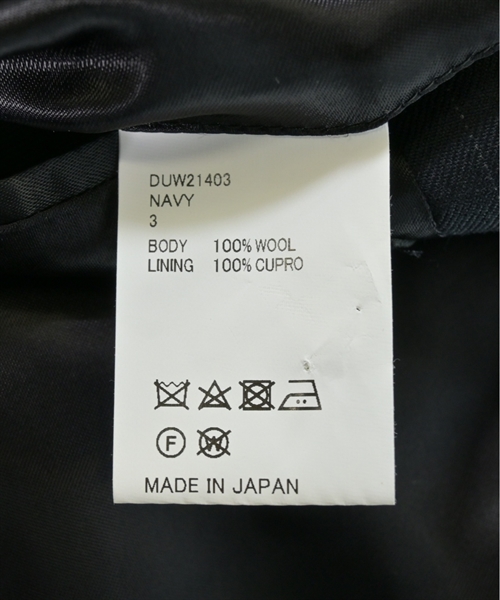 DUW21403
NAVY
3
BODY 100% WOOL
LINING 100% CUPRO
F
W
MADE IN JAPAN